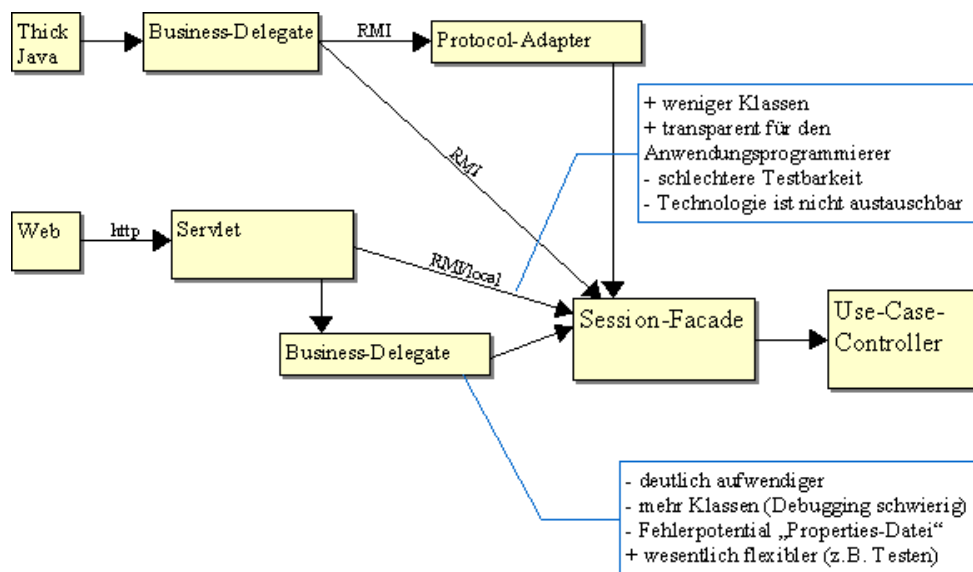 Thick
Java
Business-Delegate
RMI
Protocol-Adapter
+ weniger Klassen
+ transparent für den
Anwendungsprogrammierer
- schlechtere Testbarkeit
- Technologie ist nicht austauschbar
RMI
Web
http
Servlet
RMI/local
Session-Facade
Use-Case-
Controller
Business-Delegate
- deutlich aufwendiger
- mehr Klassen (Debugging schwierig)
- Fehlerpotential „Properties-Datei“
+ wesentlich flexibler (z.B. Testen)